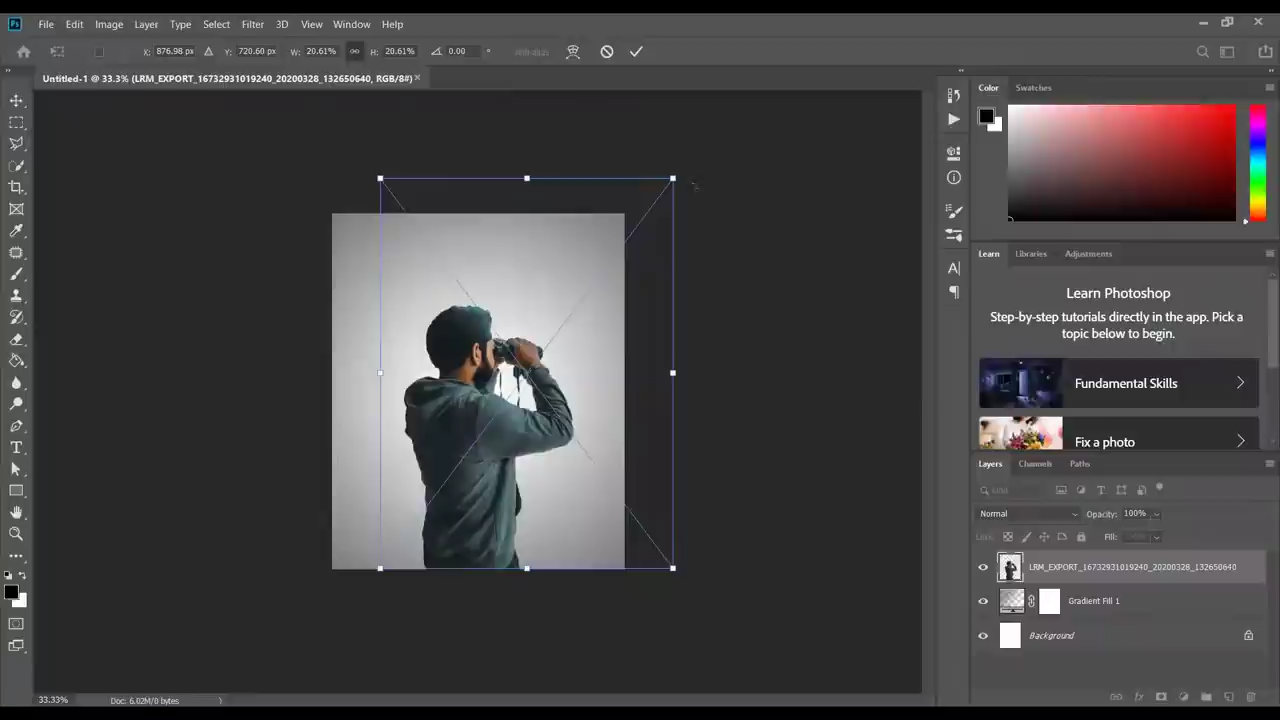 Ps File Edit Image Layer Type Select Filter 3D View Window Help
X: 876.98 px Y: 720.60 px W: 20.61% H: 20.61% 0.00 °
Untitled-1 @ 33.3% (LRM_EXPORT_16732931019240_20200328_132650640, RGB/8#) ×
Color Swatches
Learn Libraries Adjustments
Learn Photoshop
Step-by-step tutorials directly in the app. Pick a
topic below to begin.
Fundamental Skills
Fix a photo
Layers Channels Paths
Kind
Normal Opacity: 100%
Lock: Fill:
LRM_EXPORT_16732931019240_20200328_132650640
Gradient Fill 1
Background
33.33% Doc: 6.02M/0 bytes